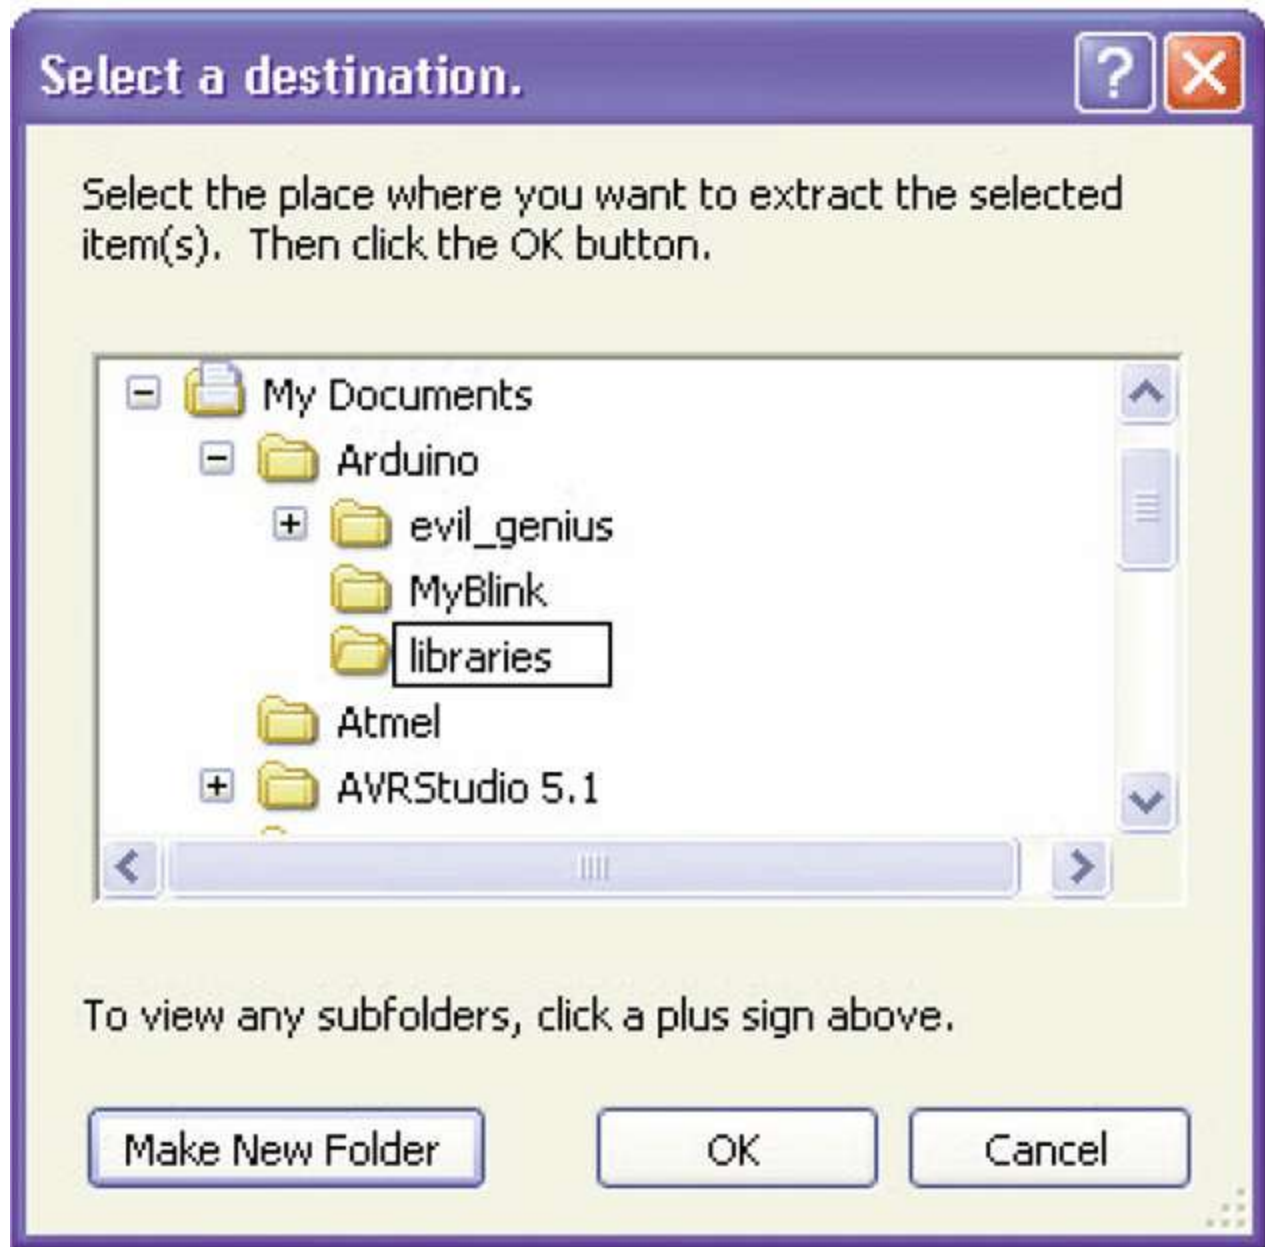 Select a destination.
Select the place where you want to extract the selected
item(s).  Then click the OK button.
My Documents
Arduino
evil_genius
MyBlink
libraries
Atmel
AVRStudio 5.1
To view any subfolders, click a plus sign above.
Make New Folder
OK
Cancel